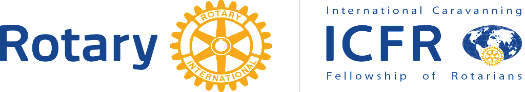 Rotary
ROTARY
INTERNATIONAL
International Caravanning
ICFR
Fellowship of Rotarians